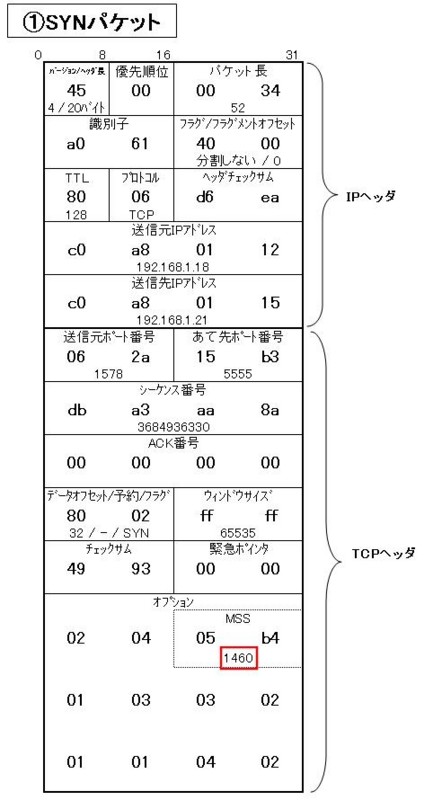 ①SYNパケット
0 8 16 31
バージョン/ヘッダ長 優先順位 パケット長
45 00 00 34
4 / 20バイト 52
識別子 フラグ/フラグメントオフセット
a0 61 40 00
分割しない / 0
TTL プロトコル ヘッダチェックサム
80 06 d6 ea
128 TCP
送信元IPアドレス
c0 a8 01 12
192.168.1.18
送信先IPアドレス
c0 a8 01 15
192.168.1.21
IPヘッダ
送信元ポート番号 あて先ポート番号
06 2a 15 b3
1578 5555
シーケンス番号
db a3 aa 8a
3684936330
ACK番号
00 00 00 00
データオフセット/予約/フラグ ウィンドウサイズ
80 02 ff ff
32 / - / SYN 65535
チェックサム 緊急ポインタ
49 93 00 00
TCPヘッダ
オプション
MSS
02 04 05 b4
1460
01 03 03 02
01 01 04 02